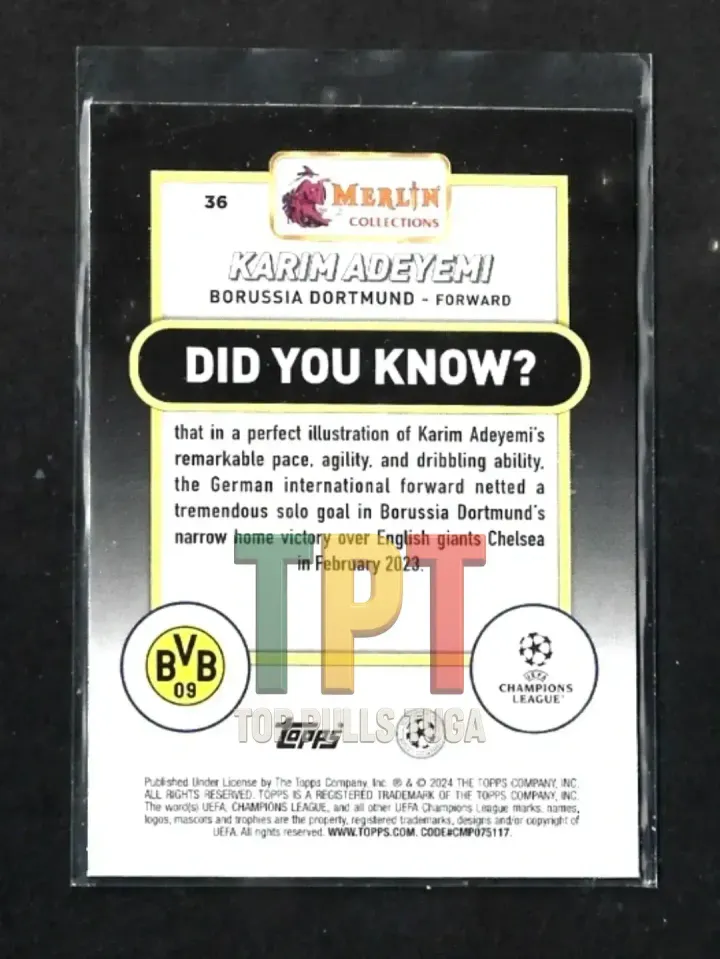 36
MERLIN
COLLECTIONS
KARIM ADEYEMI
BORUSSIA DORTMUND - FORWARD
DID YOU KNOW?
that in a perfect illustration of Karim Adeyemi's
remarkable pace, agility, and dribbling ability,
the German international forward netted a
tremendous solo goal in Borussia Dortmund's
narrow home victory over English giants Chelsea
in February 2023.
TPT
TOP PULLS TUGA
BVB
09
UEFA
CHAMPIONS
LEAGUE
topps
Published Under License by The Topps Company, Inc. ® & © 2024 THE TOPPS COMPANY, INC.
ALL RIGHTS RESERVED. TOPPS IS A REGISTERED TRADEMARK OF THE TOPPS COMPANY, INC.
The word(s) UEFA, CHAMPIONS LEAGUE, and all other UEFA Champions League marks, names,
logos, mascots and trophies are the property, registered trademarks, designs and/or copyright of
UEFA. All rights reserved. WWW.TOPPS.COM. CODE#CMP075117.